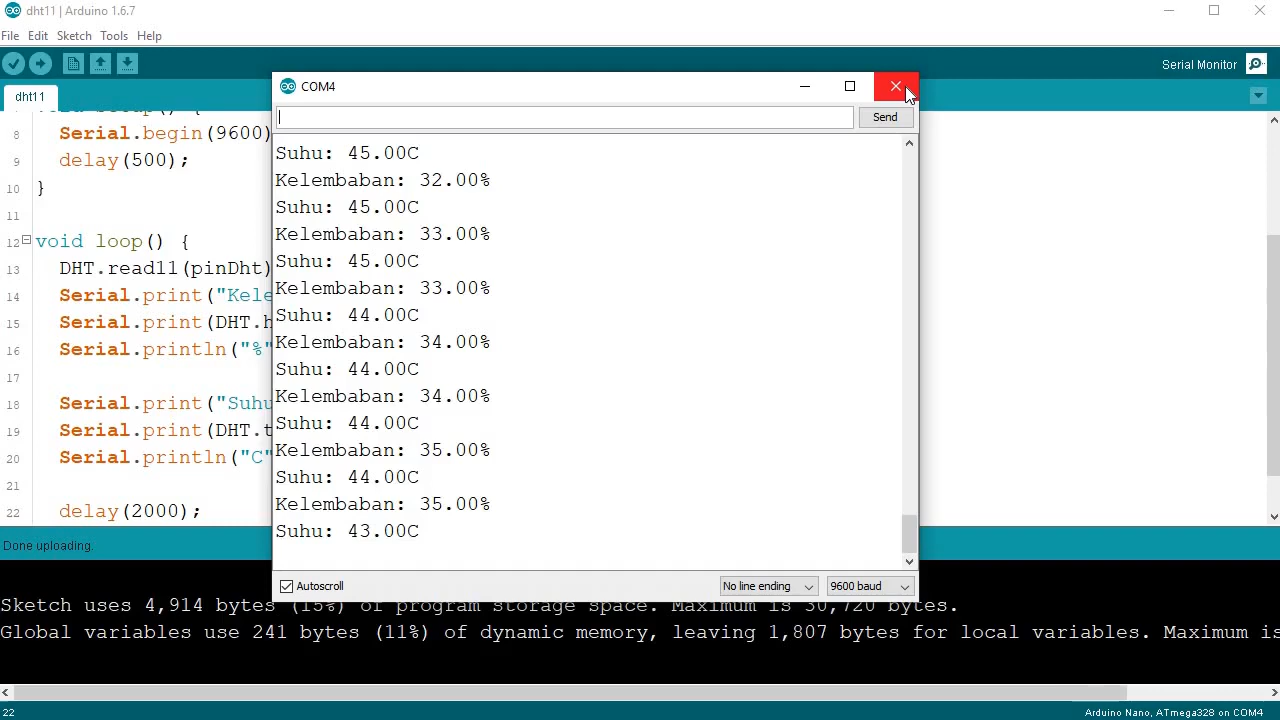 dht11 | Arduino 1.6.7
File Edit Sketch Tools Help
Serial Monitor
dht11
COM4
Send
8 Serial.begin(9600)
9 delay(500);
10 }
11
12 void loop() {
13 DHT.read11(pinDht)
14 Serial.print("Kele
15 Serial.print(DHT.h
16 Serial.println("%"
17
18 Serial.print("Suhu
19 Serial.print(DHT.t
20 Serial.println("C"
21
22 delay(2000);
Suhu: 45.00C
Kelembaban: 32.00%
Suhu: 45.00C
Kelembaban: 33.00%
Suhu: 45.00C
Kelembaban: 33.00%
Suhu: 44.00C
Kelembaban: 34.00%
Suhu: 44.00C
Kelembaban: 34.00%
Suhu: 44.00C
Kelembaban: 35.00%
Suhu: 44.00C
Kelembaban: 35.00%
Suhu: 43.00C
Autoscroll No line ending 9600 baud
Done uploading.
Sketch uses 4,914 bytes (15%) of program storage space. Maximum is 30,720 bytes.
Global variables use 241 bytes (11%) of dynamic memory, leaving 1,807 bytes for local variables. Maximum is
22 Arduino Nano, ATmega328 on COM4